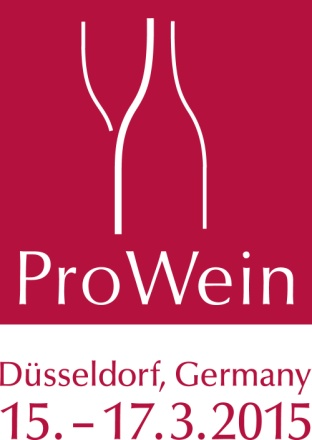 ProWein
Düsseldorf, Germany
15. – 17.3.2015